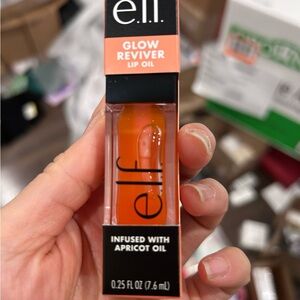 e.l.f.
GLOW
REVIVER
LIP OIL
elf
INFUSED WITH
APRICOT OIL
0.25 FL OZ (7.6 mL)